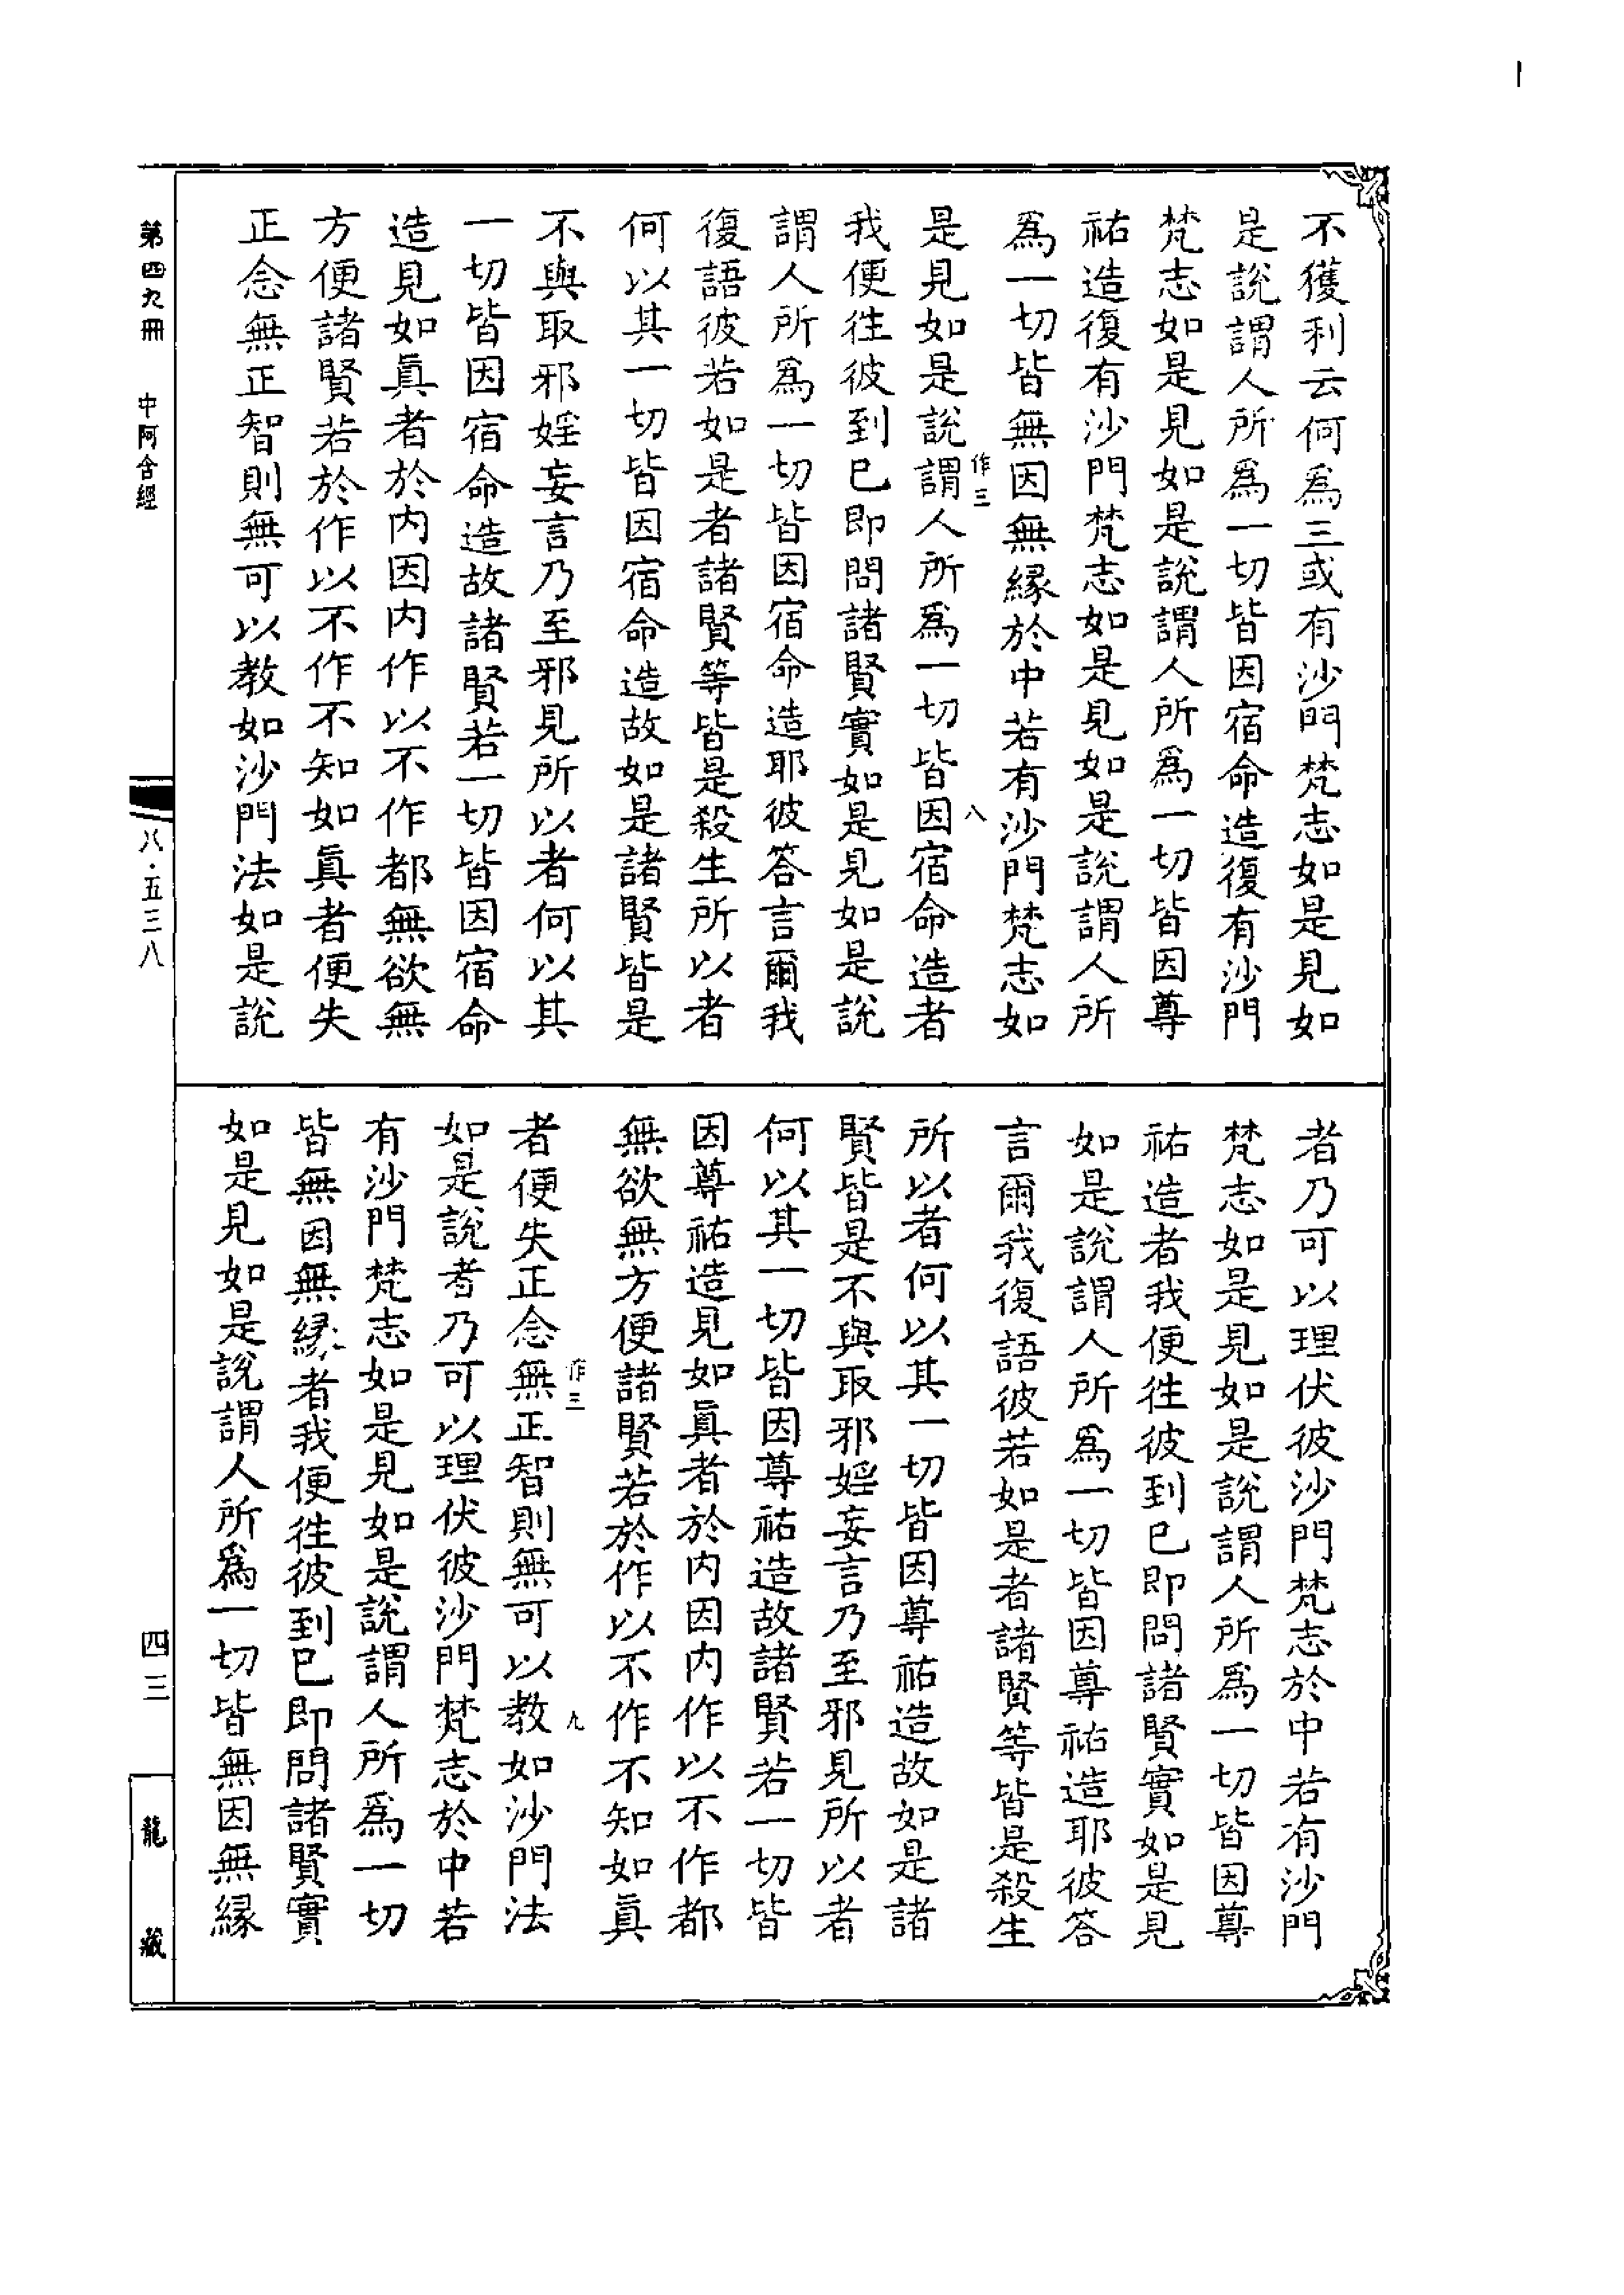 不獲利云何爲三或有沙門梵志如是見如
是說謂人所爲一切皆因宿命造復有沙門
梵志如是見如是說謂人所爲一切皆因尊
祐造復有沙門梵志如是見如是說謂人所
爲一切皆無因無縁於中若有沙門梵志如
作三 八
是見如是說謂人所爲一切皆因宿命造者
我便往彼到已即問諸賢實如是見如是說
謂人所爲一切皆因宿命造耶彼答言爾我
復語彼若如是者諸賢等皆是殺生所以者
何以其一切皆因宿命造故如是諸賢皆是
不與取邪婬妄言乃至邪見所以者何以其
一切皆因宿命造故諸賢若一切皆因宿命
造見如眞者於内因内作以不作都無欲無
方便諸賢若於作以不作不知如眞者便失
正念無正智則無可以教如沙門法如是說
者乃可以理伏彼沙門梵志於中若有沙門
梵志如是見如是說謂人所爲一切皆因尊
祐造者我便往彼到已即問諸賢實如是見
如是說謂人所爲一切皆因尊祐造耶彼答
言爾我復語彼若如是者諸賢等皆是殺生
所以者何以其一切皆因尊祐造故如是諸
賢皆是不與取邪婬妄言乃至邪見所以者
何以其一切皆因尊祐造故諸賢若一切皆
因尊祐造見如眞者於内因内作以不作都
無欲無方便諸賢若於作以不作不知如眞
作三 九
者便失正念無正智則無可以教如沙門法
如是說者乃可以理伏彼沙門梵志於中若
有沙門梵志如是見如是說謂人所爲一切
皆無因無縁者我便往彼到已即問諸賢實
如是見如是說謂人所爲一切皆無因無縁
第四九冊 中阿含經 八·五三八 四三 龍藏